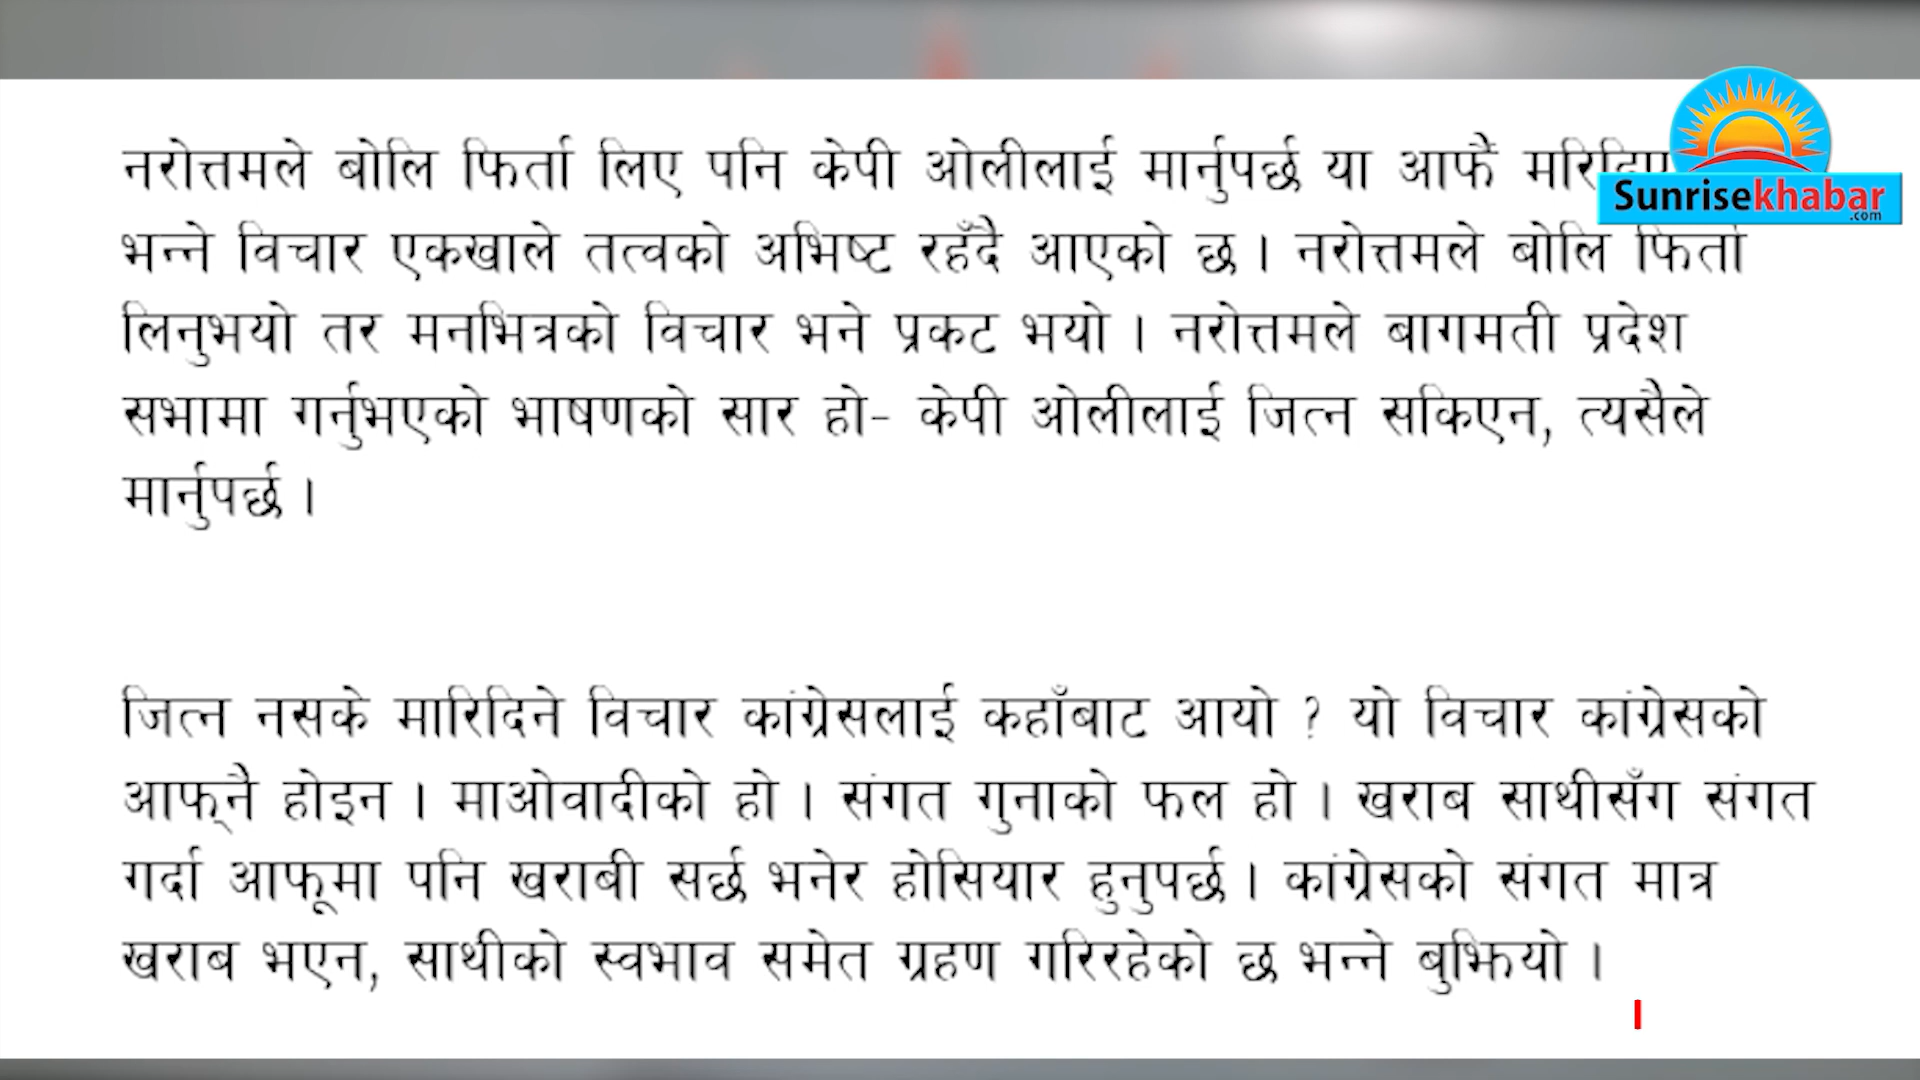 नरोत्तमले बोलि फिर्ता लिए पनि केपी ओलीलाई मार्नुपर्छ या आफैं
Sunrisekhabar
.com
भन्ने विचार एकखाले तत्वको अभिष्ट रहँदै आएको छ । नरोत्तमले बोलि फिर्ता
लिनुभयो तर मनभित्रको विचार भने प्रकट भयो । नरोत्तमले बागमती प्रदेश
सभामा गर्नुभएको भाषणको सार हो- केपी ओलीलाई जित्न सकिएन, त्यसैले
मार्नुपर्छ ।
जित्न नसके मारिदिने विचार कांग्रेसलाई कहाँबाट आयो ? यो विचार कांग्रेसको
आफ्‌नै होइन । माओवादीको हो । संगत गुनाको फल हो । खराब साथीसँग संगत
गर्दा आफूमा पनि खराबी सर्छ भनेर होसियार हुनुपर्छ । कांग्रेसको संगत मात्र
खराब भएन, साथीको स्वभाव समेत ग्रहण गरिरहेको छ भन्ने बुझियो ।